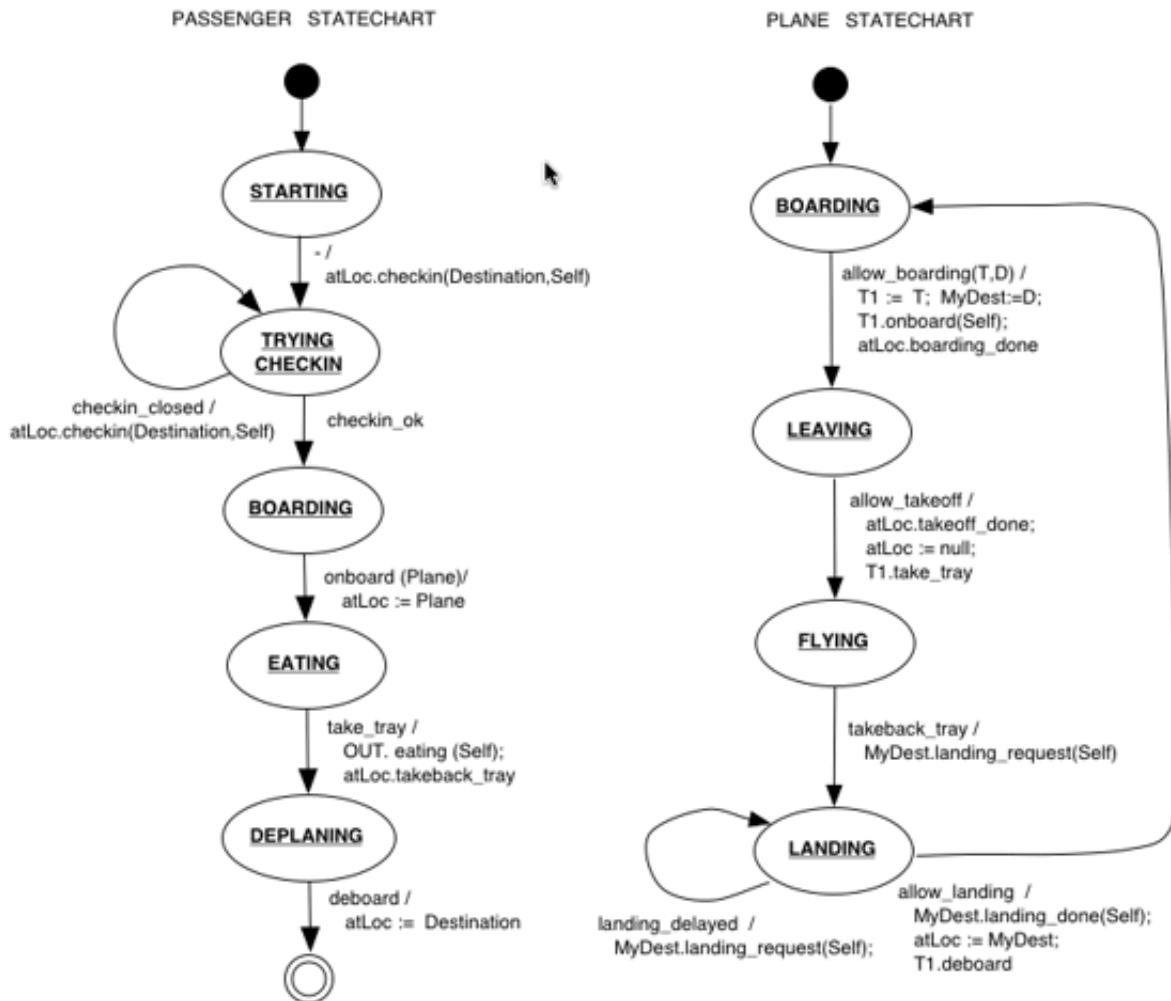 PASSENGER STATECHART
STARTING
- /
atLoc.checkin(Destination,Self)
TRYING
CHECKIN
checkin_closed /
atLoc.checkin(Destination,Self)
checkin_ok
BOARDING
onboard (Plane)/
atLoc := Plane
EATING
take_tray /
OUT. eating (Self);
atLoc.takeback_tray
DEPLANING
deboard /
atLoc := Destination
PLANE STATECHART
BOARDING
allow_boarding(T,D) /
T1 := T; MyDest:=D;
T1.onboard(Self);
atLoc.boarding_done
LEAVING
allow_takeoff /
atLoc.takeoff_done;
atLoc := null;
T1.take_tray
FLYING
takeback_tray /
MyDest.landing_request(Self)
LANDING
landing_delayed /
MyDest.landing_request(Self);
allow_landing /
MyDest.landing_done(Self);
atLoc := MyDest;
T1.deboard